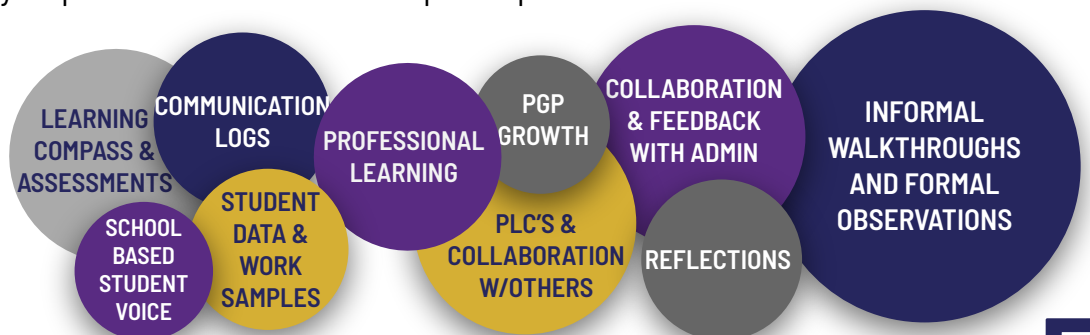 LEARNING
COMPASS &
ASSESSMENTS
COMMUNICATION
LOGS
SCHOOL
BASED
STUDENT
VOICE
STUDENT
DATA &
WORK
SAMPLES
PROFESSIONAL
LEARNING
PGP
GROWTH
PLC'S &
COLLABORATION
W/OTHERS
COLLABORATION
& FEEDBACK
WITH ADMIN
REFLECTIONS
INFORMAL
WALKTHROUGHS
AND FORMAL
OBSERVATIONS